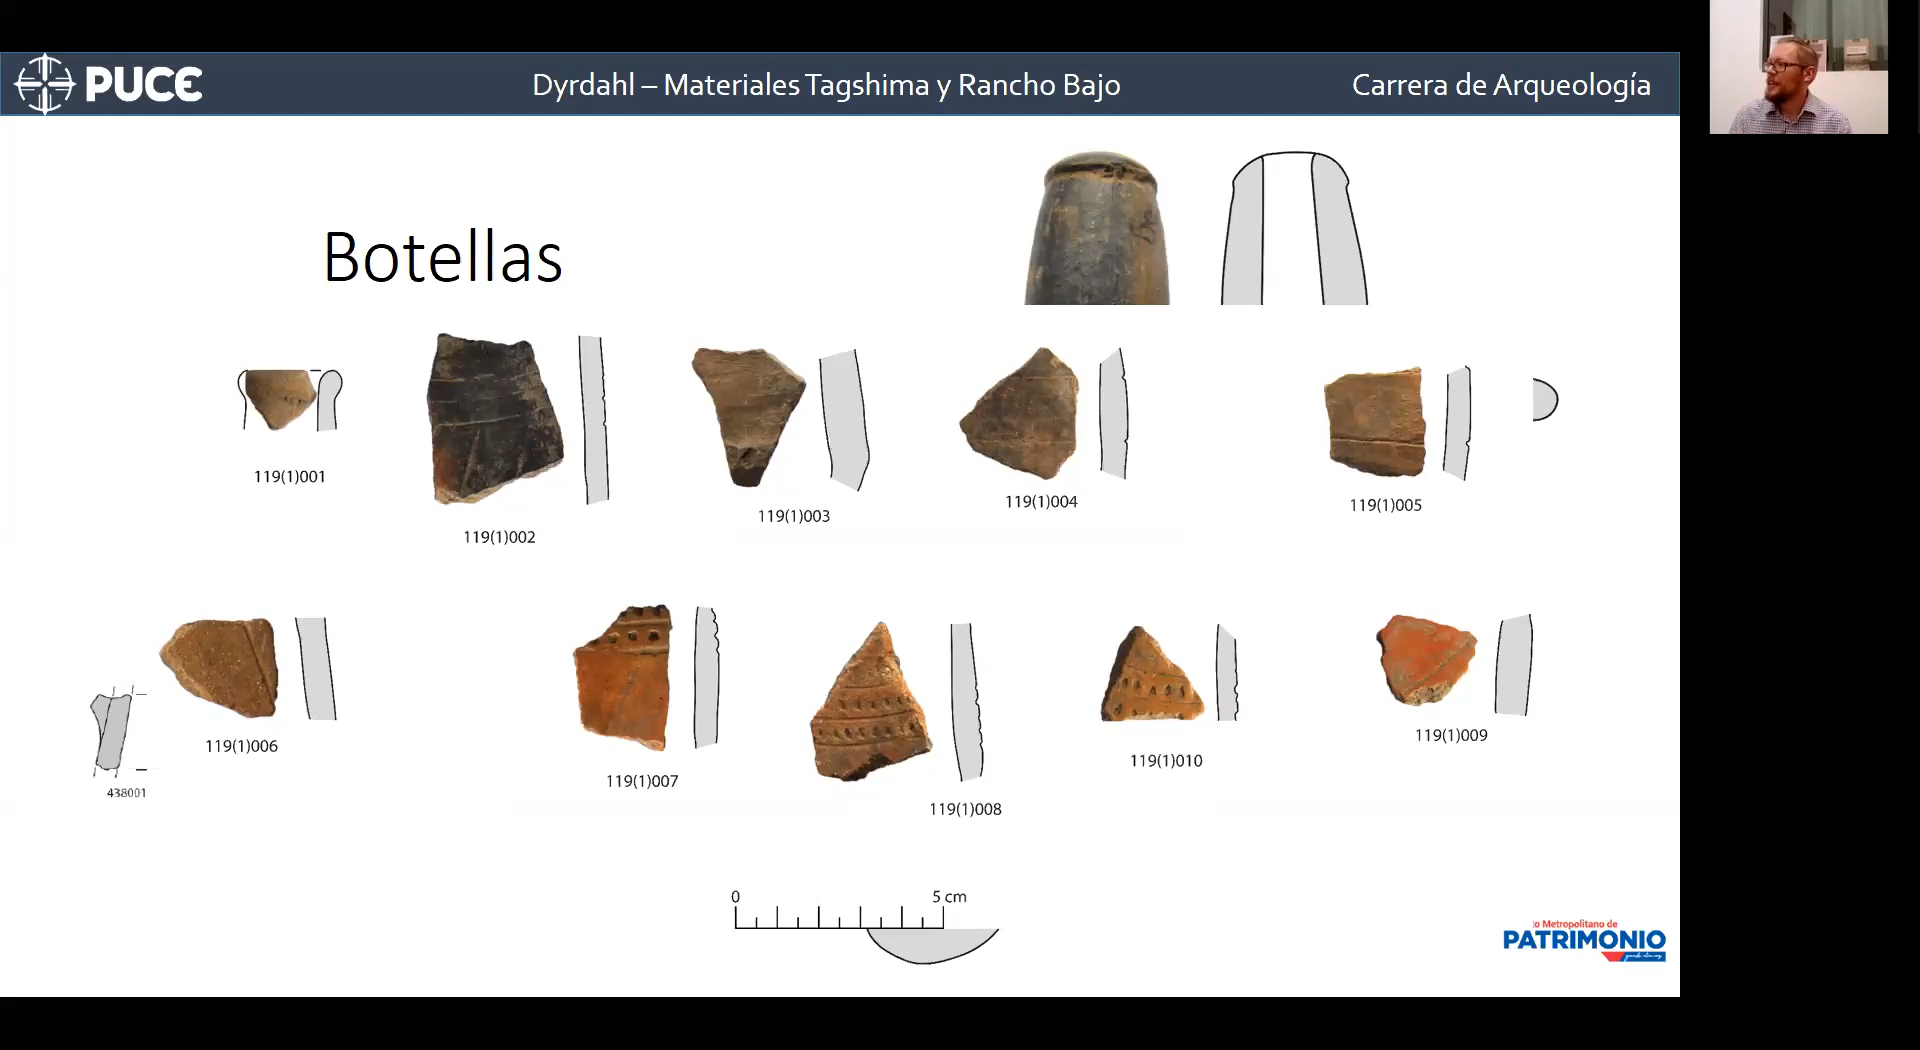 PUCE
Dyrdahl – Materiales Tagshima y Rancho Bajo
Carrera de Arqueología
Botellas
119(1)001
119(1)002
119(1)003
119(1)004
119(1)005
119(1)006
438001
119(1)007
119(1)008
119(1)010
119(1)009
0
5 cm
o Metropolitano de
PATRIMONIO